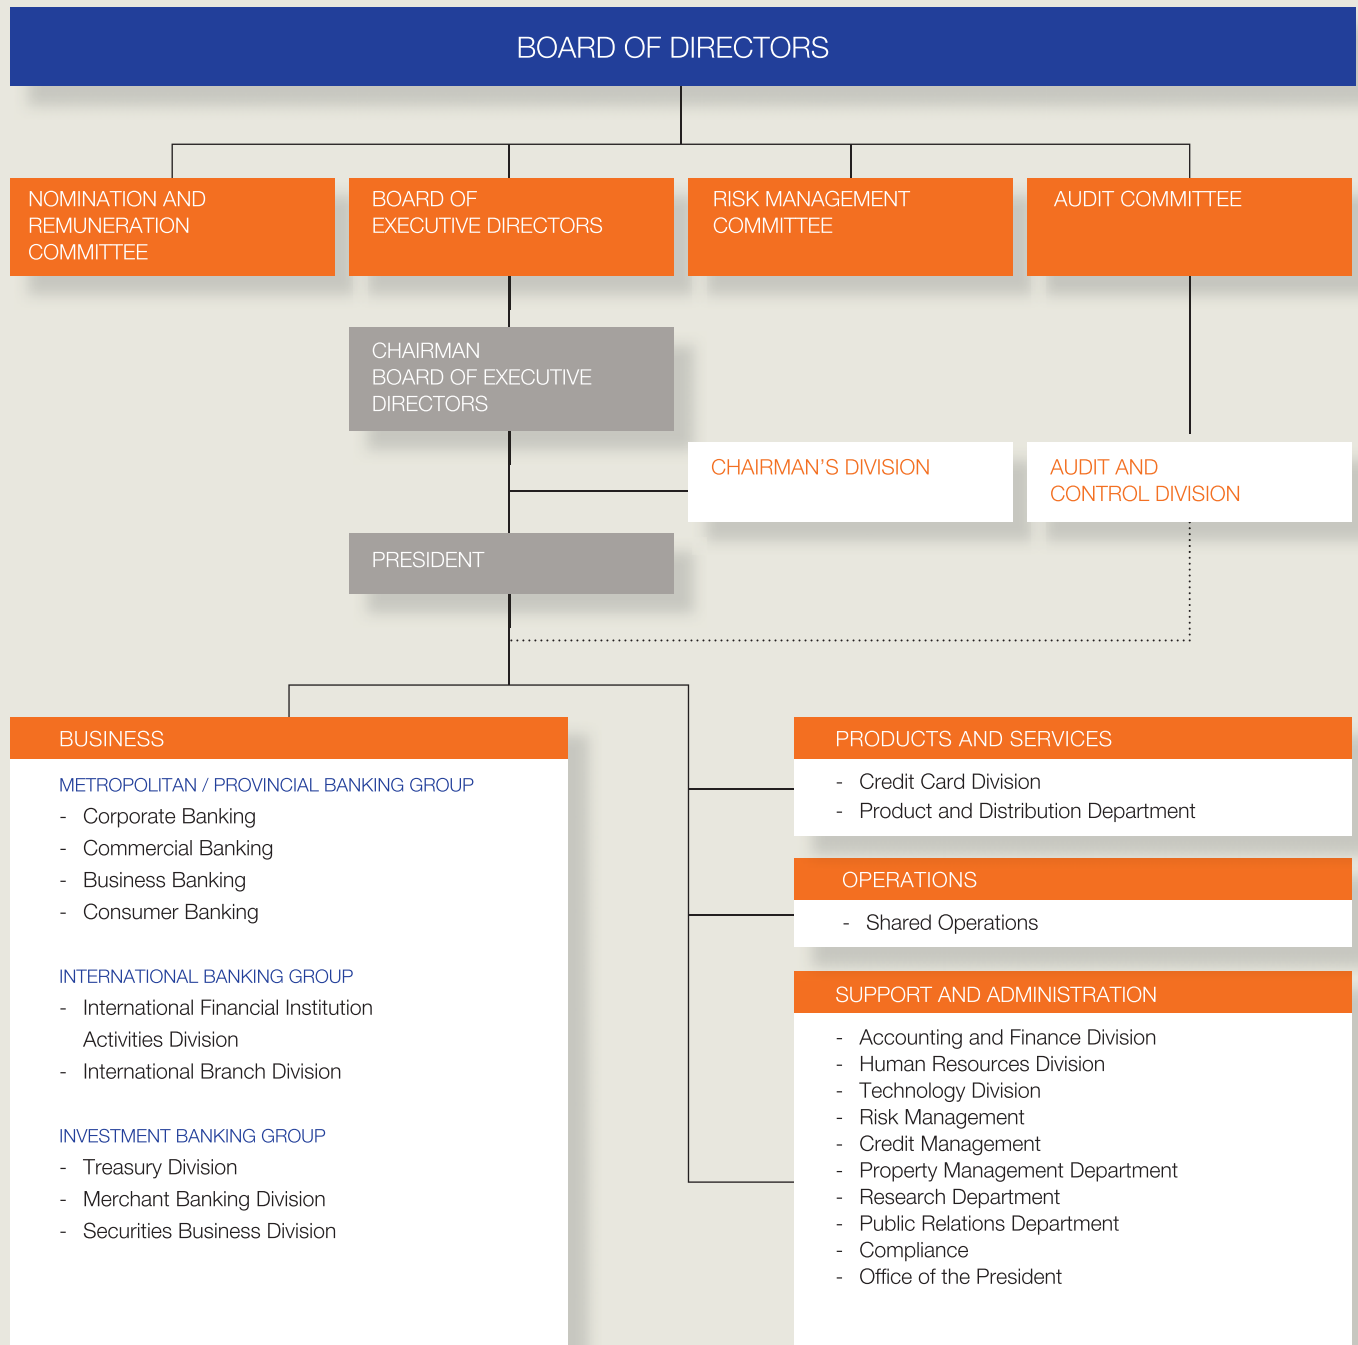 BOARD OF DIRECTORS
NOMINATION AND
REMUNERATION
COMMITTEE
BOARD OF
EXECUTIVE DIRECTORS
RISK MANAGEMENT
COMMITTEE
AUDIT COMMITTEE
CHAIRMAN
BOARD OF EXECUTIVE
DIRECTORS
CHAIRMAN'S DIVISION
AUDIT AND
CONTROL DIVISION
PRESIDENT
BUSINESS
METROPOLITAN / PROVINCIAL BANKING GROUP
- Corporate Banking
- Commercial Banking
- Business Banking
- Consumer Banking
INTERNATIONAL BANKING GROUP
- International Financial Institution
Activities Division
- International Branch Division
INVESTMENT BANKING GROUP
- Treasury Division
- Merchant Banking Division
- Securities Business Division
PRODUCTS AND SERVICES
- Credit Card Division
- Product and Distribution Department
OPERATIONS
- Shared Operations
SUPPORT AND ADMINISTRATION
- Accounting and Finance Division
- Human Resources Division
- Technology Division
- Risk Management
- Credit Management
- Property Management Department
- Research Department
- Public Relations Department
- Compliance
- Office of the President